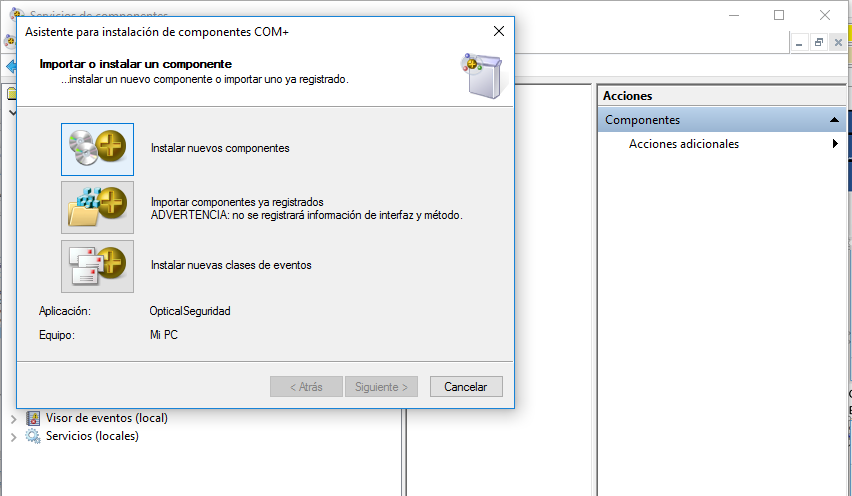 Servicios de componentes
Asistente para instalación de componentes COM+
Importar o instalar un componente
...instalar un nuevo componente o importar uno ya registrado.
Instalar nuevos componentes
Importar componentes ya registrados
ADVERTENCIA: no se registrará información de interfaz y método.
Instalar nuevas clases de eventos
Aplicación: OpticalSeguridad
Equipo: Mi PC
< Atrás Siguiente > Cancelar
Visor de eventos (local)
Servicios (locales)
Acciones
Componentes
Acciones adicionales